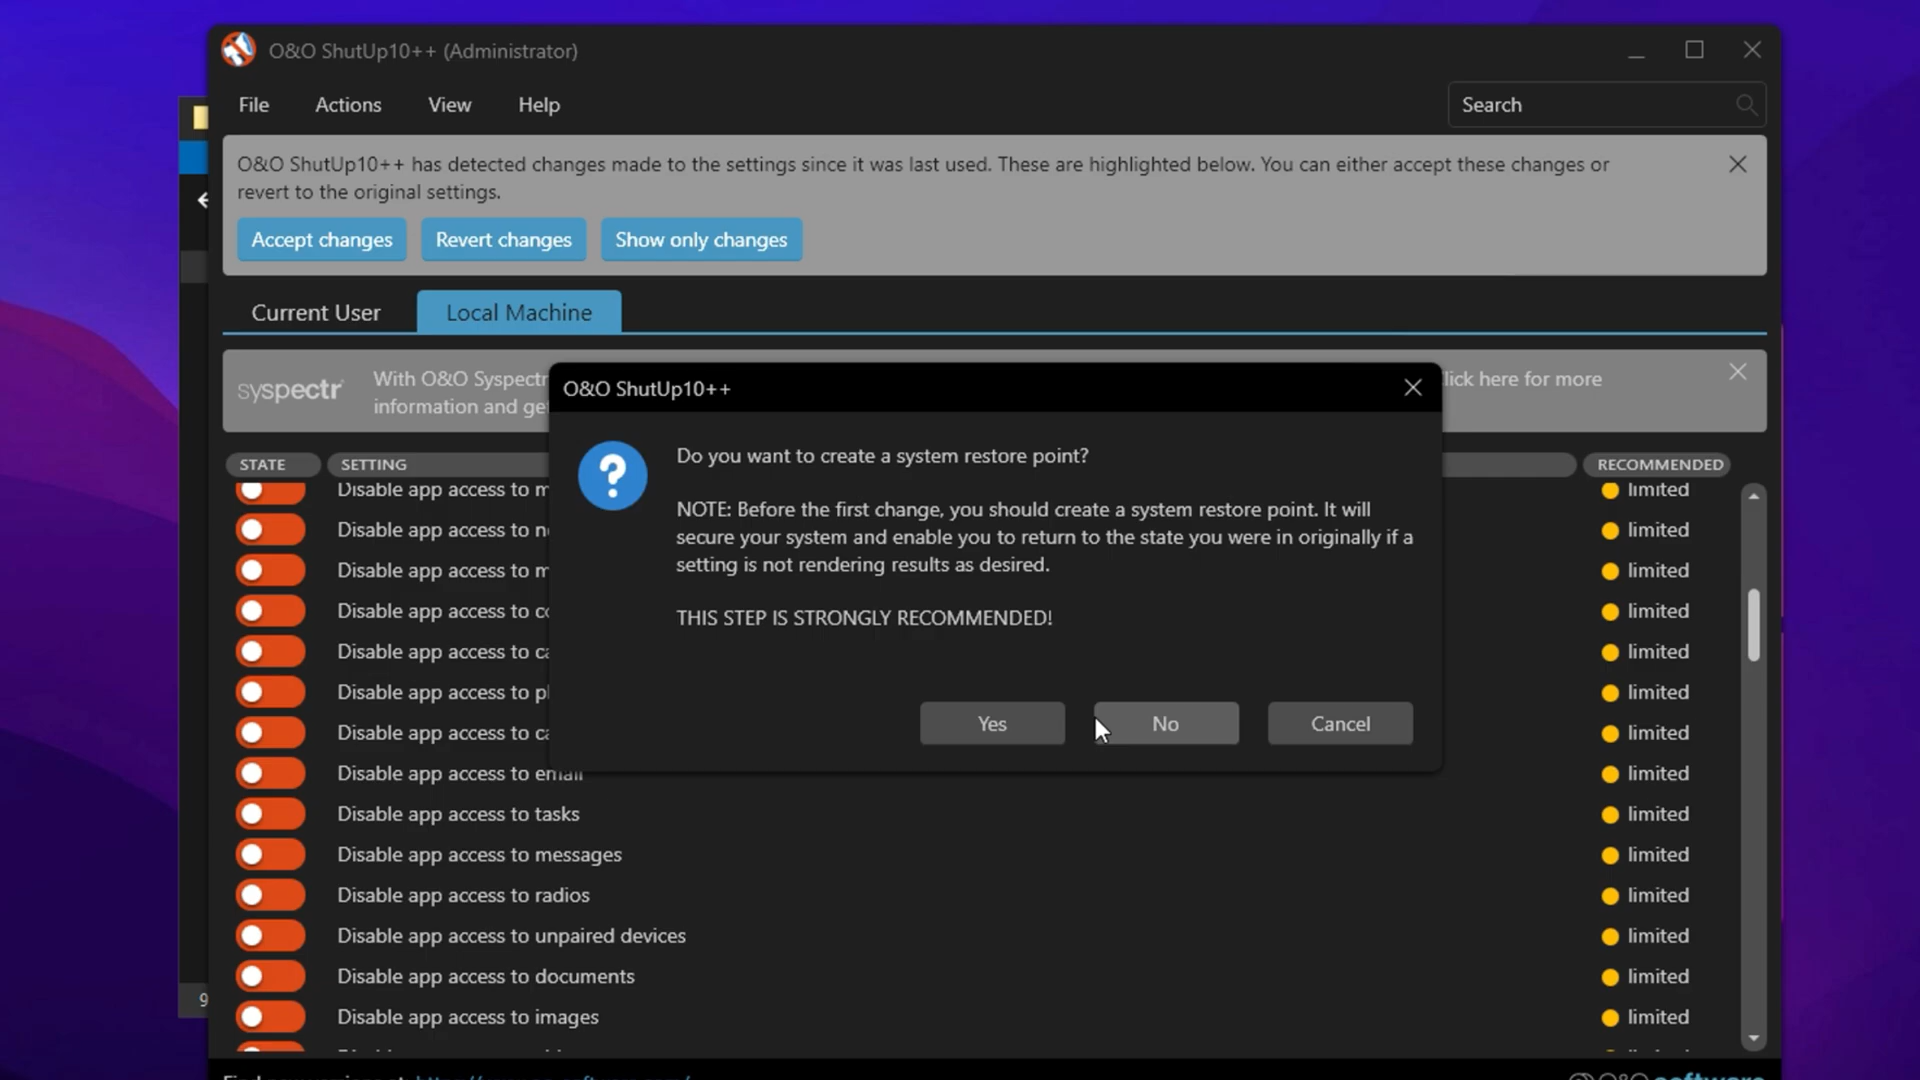 O&O ShutUp10++ (Administrator)
File Actions View Help
Search
O&O ShutUp10++ has detected changes made to the settings since it was last used. These are highlighted below. You can either accept these changes or
revert to the original settings.
Accept changes Revert changes Show only changes
Current User Local Machine
syspectr
With O&O Syspectr
lick here for more
information and ge
O&O ShutUp10++
Do you want to create a system restore point?
NOTE: Before the first change, you should create a system restore point. It will
secure your system and enable you to return to the state you were in originally if a
setting is not rendering results as desired.
THIS STEP IS STRONGLY RECOMMENDED!
Yes No Cancel
STATE SETTING RECOMMENDED
Disable app access to m limited
Disable app access to n limited
Disable app access to m limited
Disable app access to co limited
Disable app access to ca limited
Disable app access to pl limited
Disable app access to ca limited
Disable app access to email limited
Disable app access to tasks limited
Disable app access to messages limited
Disable app access to radios limited
Disable app access to unpaired devices limited
Disable app access to documents limited
Disable app access to images limited
9
O&O software